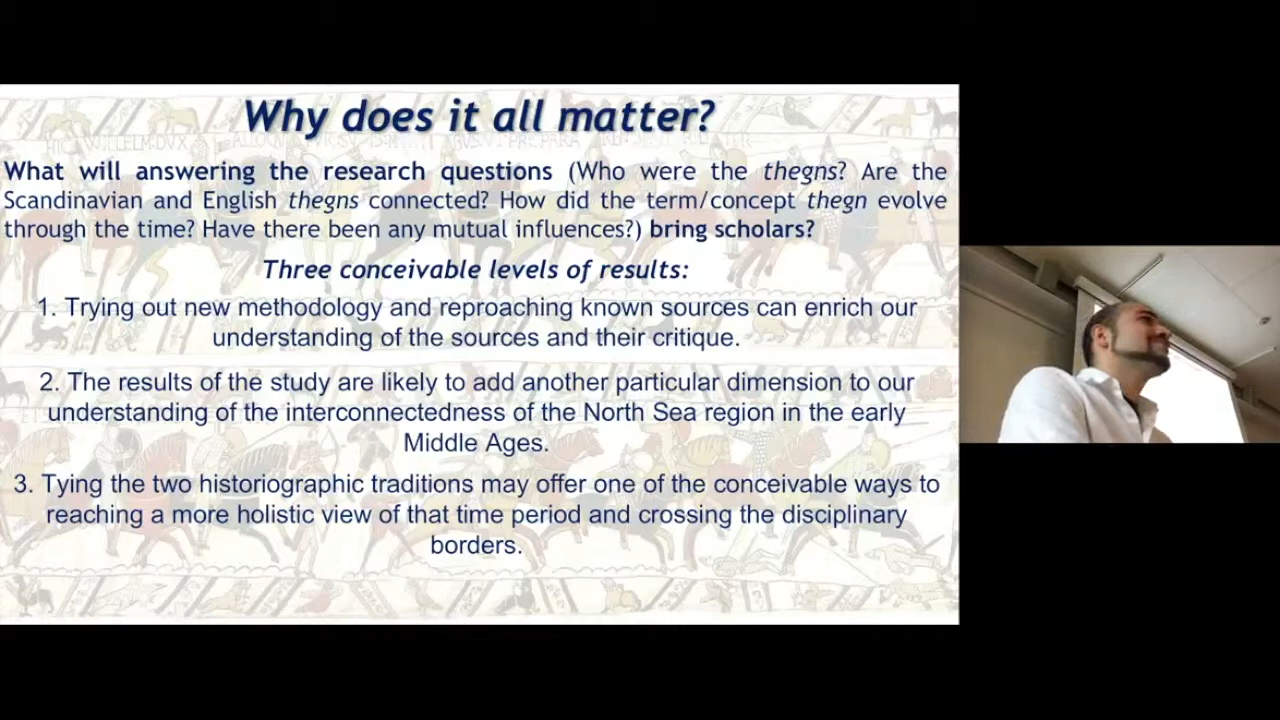 Why does it all matter?
What will answering the research questions (Who were the thegns? Are the
Scandinavian and English thegns connected? How did the term/concept thegn evolve
through the time? Have there been any mutual influences?) bring scholars?
Three conceivable levels of results:
1. Trying out new methodology and reproaching known sources can enrich our
understanding of the sources and their critique.
2. The results of the study are likely to add another particular dimension to our
understanding of the interconnectedness of the North Sea region in the early
Middle Ages.
3. Tying the two historiographic traditions may offer one of the conceivable ways to
reaching a more holistic view of that time period and crossing the disciplinary
borders.